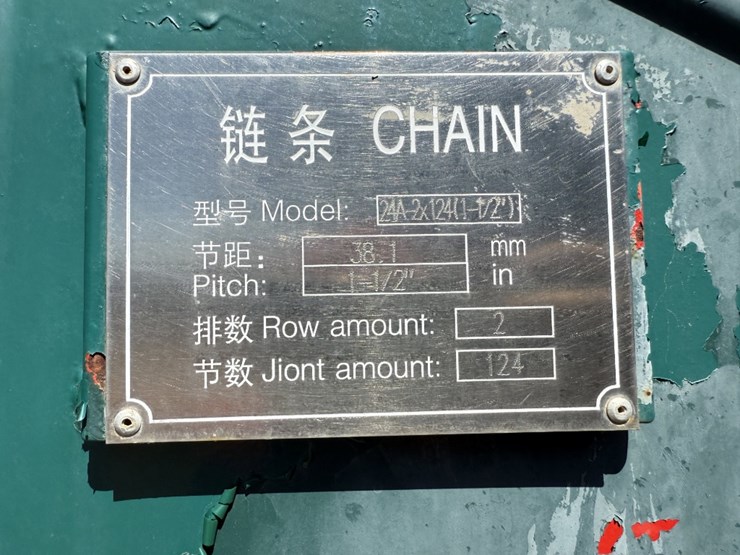 链条 CHAIN
型号 Model: 24A-2x124(1-1/2")
节距: 38.1 mm
Pitch: 1-1/2" in
排数 Row amount: 2
节数 Jiont amount: 124